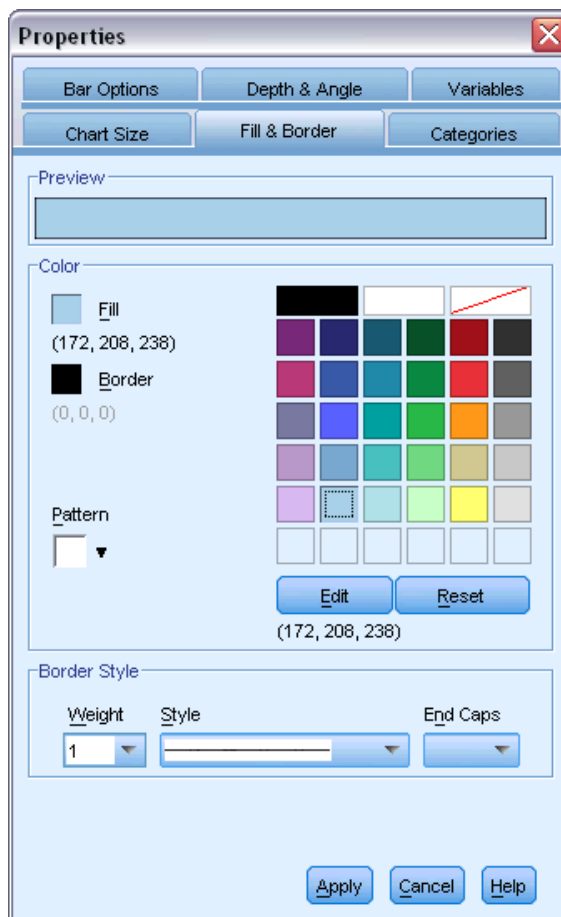 Properties
Bar Options Depth & Angle Variables
Chart Size Fill & Border Categories
Preview
Color
Fill
(172, 208, 238)
Border
(0, 0, 0)
Pattern
Edit Reset
(172, 208, 238)
Border Style
Weight Style End Caps
1
Apply Cancel Help